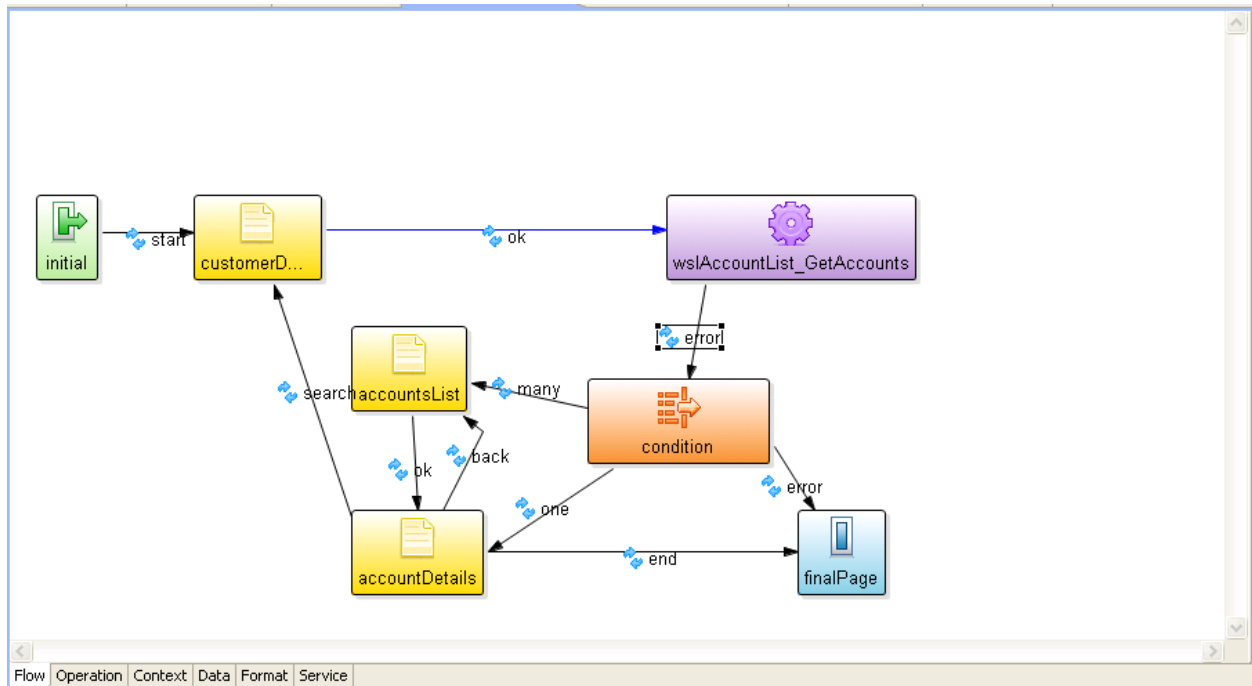 initial
start
customerD...
ok
wslAccountList_GetAccounts
error
search
accountsList
many
condition
ok
back
one
error
accountDetails
end
finalPage
Flow
Operation
Context
Data
Format
Service